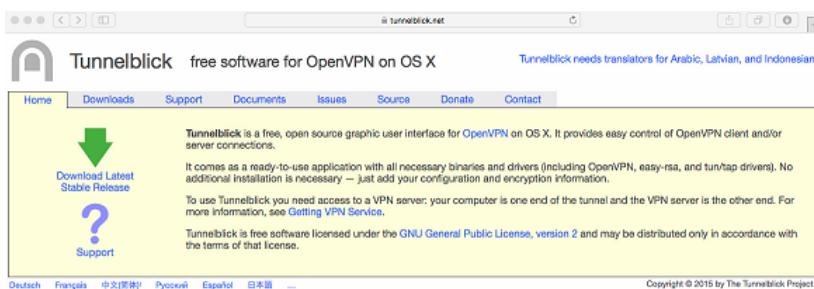 tunnelblick.net
Tunnelblick free software for OpenVPN on OS X
Tunnelblick needs translators for Arabic, Latvian, and Indonesian
Home Downloads Support Documents Issues Source Donate Contact
Download Latest
Stable Release
Support
Tunnelblick is a free, open source graphic user interface for OpenVPN on OS X. It provides easy control of OpenVPN client and/or
server connections.
It comes as a ready-to-use application with all necessary binaries and drivers (including OpenVPN, easy-rsa, and tun/tap drivers). No
additional installation is necessary — just add your configuration and encryption information.
To use Tunnelblick you need access to a VPN server: your computer is one end of the tunnel and the VPN server is the other end. For
more information, see Getting VPN Service.
Tunnelblick is free software licensed under the GNU General Public License, version 2 and may be distributed only in accordance with
the terms of that license.
Deutsch Français 中文(简体) Русский Español 日本語 ...
Copyright © 2015 by The Tunnelblick Project